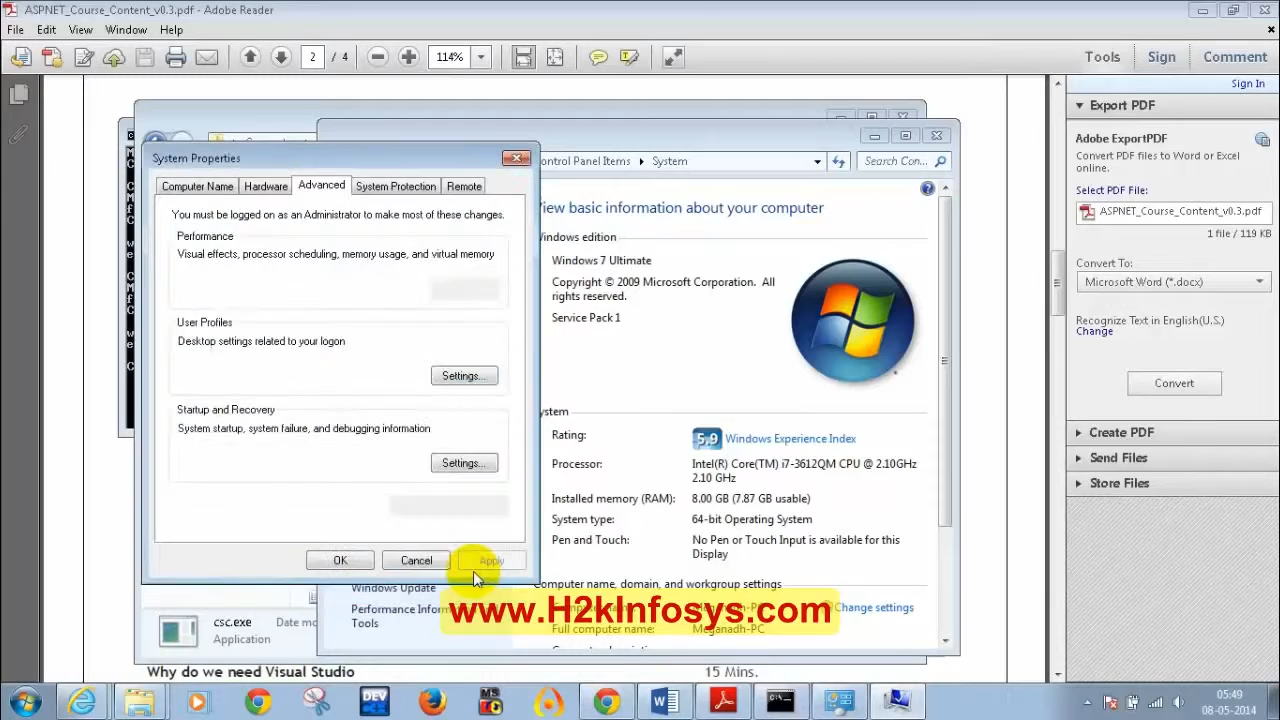 ASPNET_Course_Content_v0.3.pdf - Adobe Reader
File Edit View Window Help
2 / 4
114%
Tools Sign Comment
Sign In
Export PDF
Adobe ExportPDF
Convert PDF files to Word or Excel
online.
Select PDF File:
ASPNET_Course_Content_v0.3.pdf
1 file / 119 KB
Convert To:
Microsoft Word (*.docx)
Recognize Text in English(U.S.)
Change
Convert
Create PDF
Send Files
Store Files
System Properties
Computer Name Hardware Advanced System Protection Remote
You must be logged on as an Administrator to make most of these changes.
Performance
Visual effects, processor scheduling, memory usage, and virtual memory
User Profiles
Desktop settings related to your logon
Settings...
Startup and Recovery
System startup, system failure, and debugging information
Settings...
OK Cancel Apply
Control Panel Items System
Search Con...
View basic information about your computer
Windows edition
Windows 7 Ultimate
Copyright © 2009 Microsoft Corporation. All
rights reserved.
Service Pack 1
System
Rating: 5.9 Windows Experience Index
Processor: Intel(R) Core(TM) i7-3612QM CPU @ 2.10GHz
2.10 GHz
Installed memory (RAM): 8.00 GB (7.87 GB usable)
System type: 64-bit Operating System
Pen and Touch: No Pen or Touch Input is available for this
Display
Computer name, domain, and workgroup settings
Change settings
Full computer name: Meganadh-PC
Windows Update
Performance Inform
Tools
www.H2kInfosys.com
csc.exe Date mo
Application
Why do we need Visual Studio 15 Mins.
DEV
MS
05:49
08-05-2014